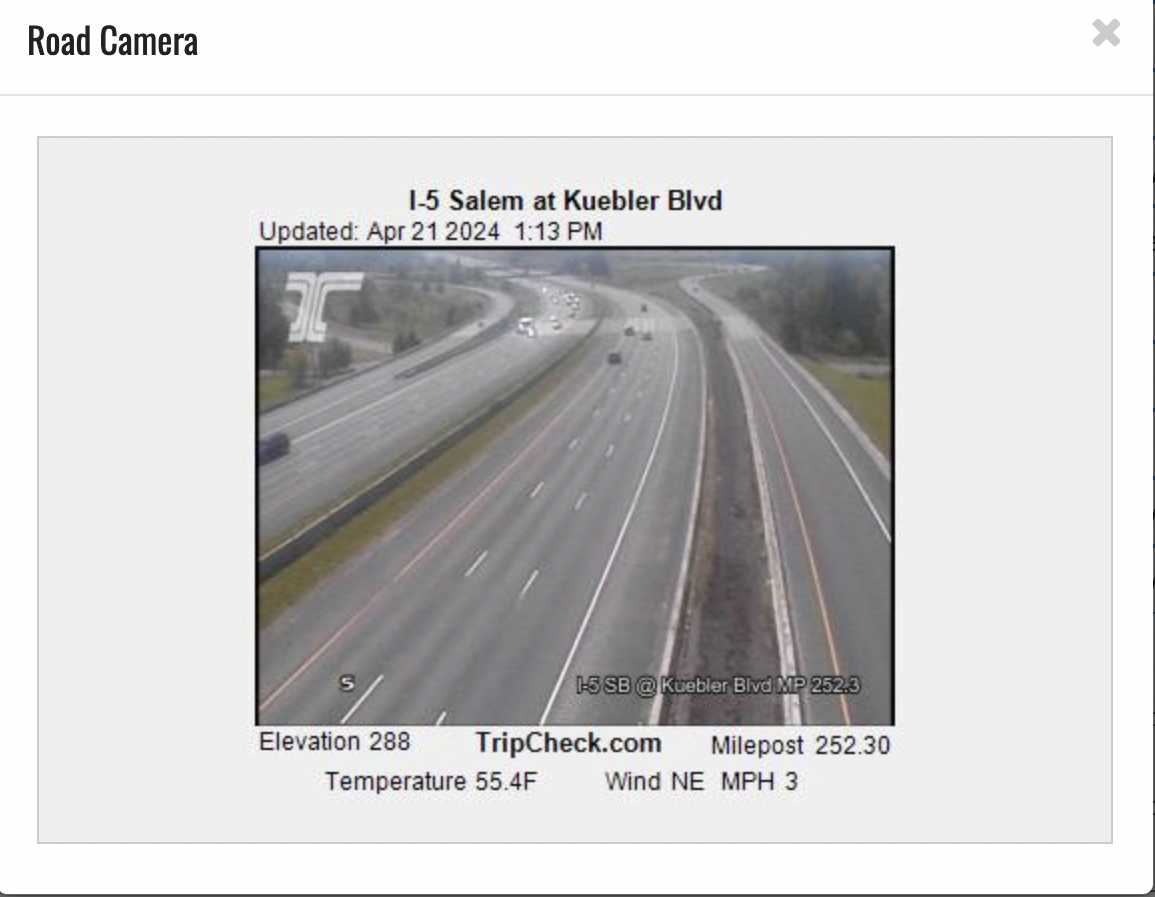 Road Camera
I-5 Salem at Kuebler Blvd
Updated: Apr 21 2024 1:13 PM
S
I-5 SB @ Kuebler Blvd MP 252.3
Elevation 288 TripCheck.com Milepost 252.30
Temperature 55.4F Wind NE MPH 3